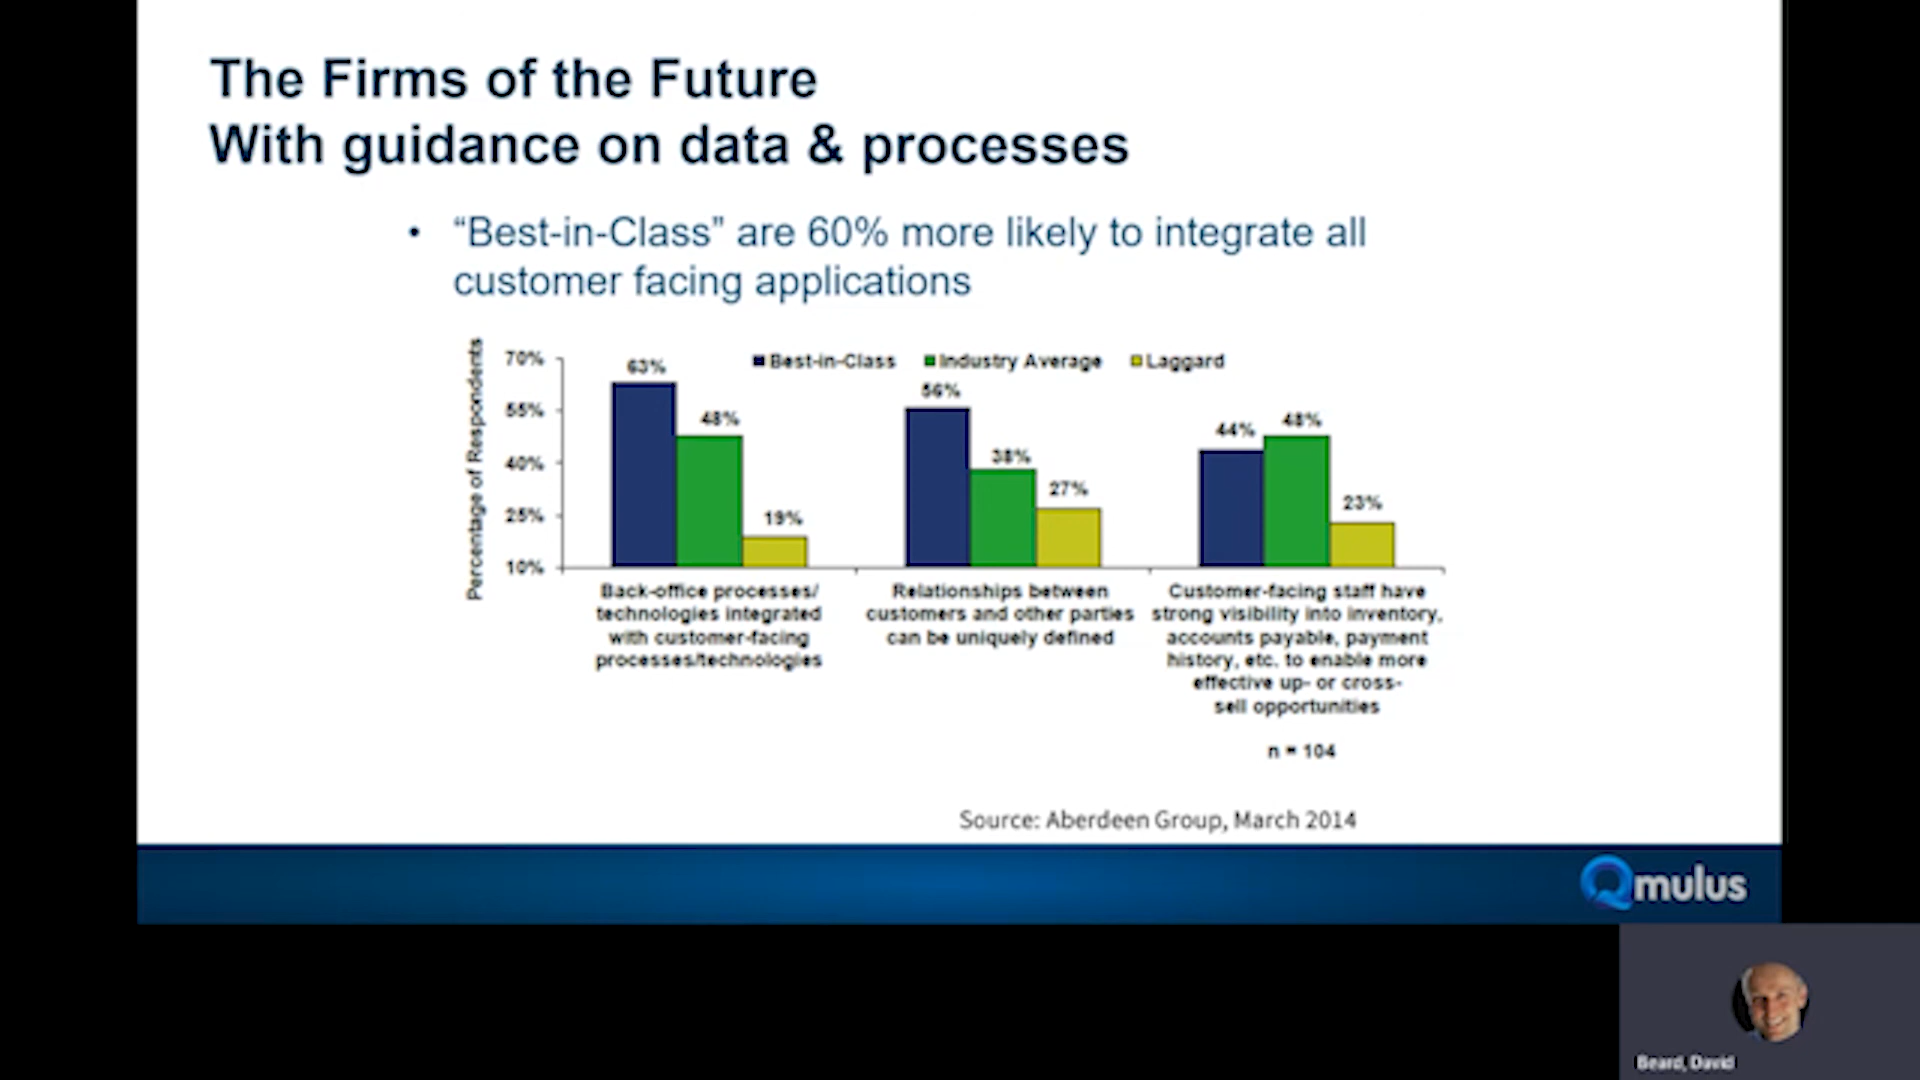 The Firms of the Future
With guidance on data & processes
• “Best-in-Class” are 60% more likely to integrate all
customer facing applications
Percentage of Respondents
70%
55%
40%
25%
10%
Best-in-Class
Industry Average
Laggard
63%
48%
19%
56%
38%
27%
44%
48%
23%
Back-office processes/
technologies integrated
with customer-facing
processes/technologies
Relationships between
customers and other parties
can be uniquely defined
Customer-facing staff have
strong visibility into inventory,
accounts payable, payment
history, etc. to enable more
effective up- or cross-
sell opportunities
n = 104
Source: Aberdeen Group, March 2014
Qmulus
Beard, David